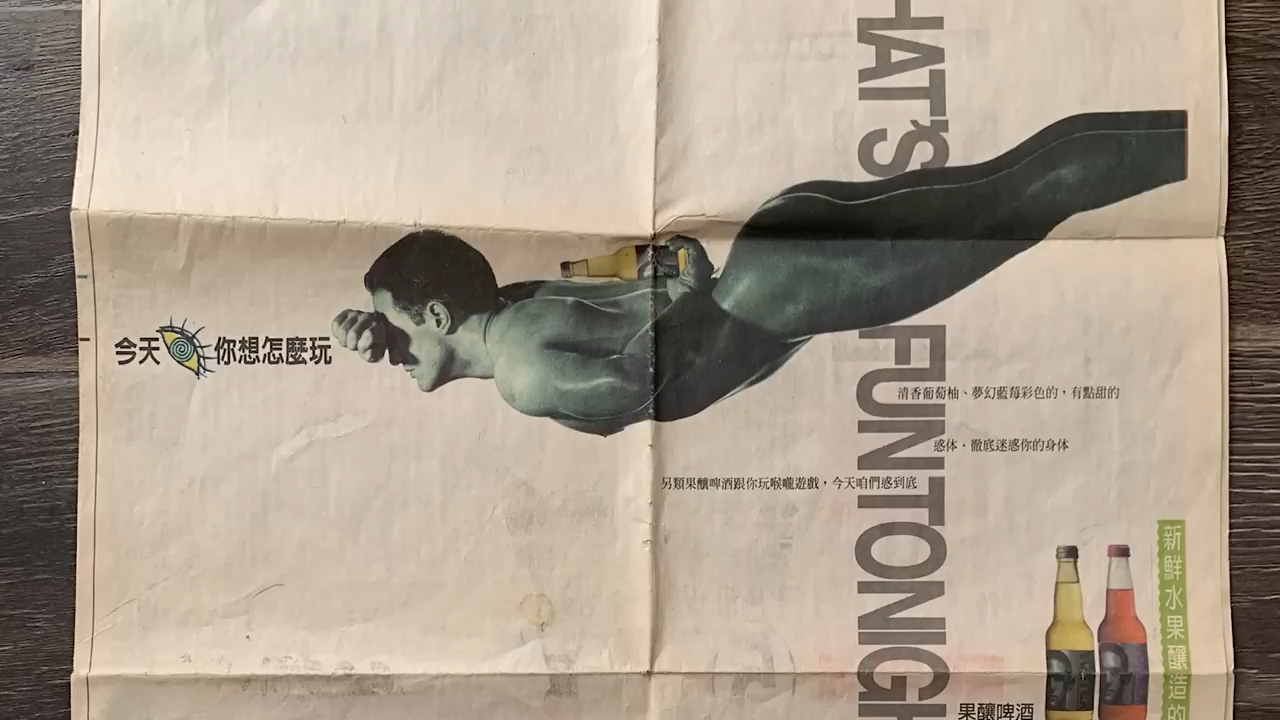 HAT'S FUN TONIGH
今天 你想怎麼玩
清香葡萄柚、夢幻藍莓彩色的,有點甜的
惑体・徹底迷惑你的身体
另類果釀啤酒跟你玩喉嚨遊戲,今天咱們惑到底
新鮮水果釀造的
果釀啤酒